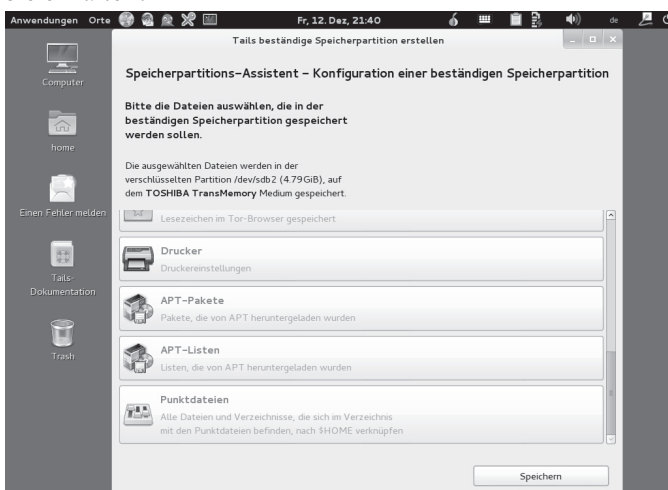 Anwendungen Orte Fr, 12. Dez, 21:40 de
Tails beständige Speicherpartition erstellen
Computer
home
Einen Fehler melden
Tails-
Dokumentation
Trash
Speicherpartitions-Assistent – Konfiguration einer beständigen Speicherpartition
Bitte die Dateien auswählen, die in der
beständigen Speicherpartition gespeichert
werden sollen.
Die ausgewählten Dateien werden in der
verschlüsselten Partition /dev/sdb2 (4.79GiB), auf
dem TOSHIBA TransMemory Medium gespeichert.
Lesezeichen im Tor-Browser gespeichert
Drucker
Druckereinstellungen
APT-Pakete
Pakete, die von APT heruntergeladen wurden
APT-Listen
Listen, die von APT heruntergeladen wurden
Punktdateien
Alle Dateien und Verzeichnisse, die sich im Verzeichnis
mit den Punktdateien befinden, nach $HOME verknüpfen
Speichern